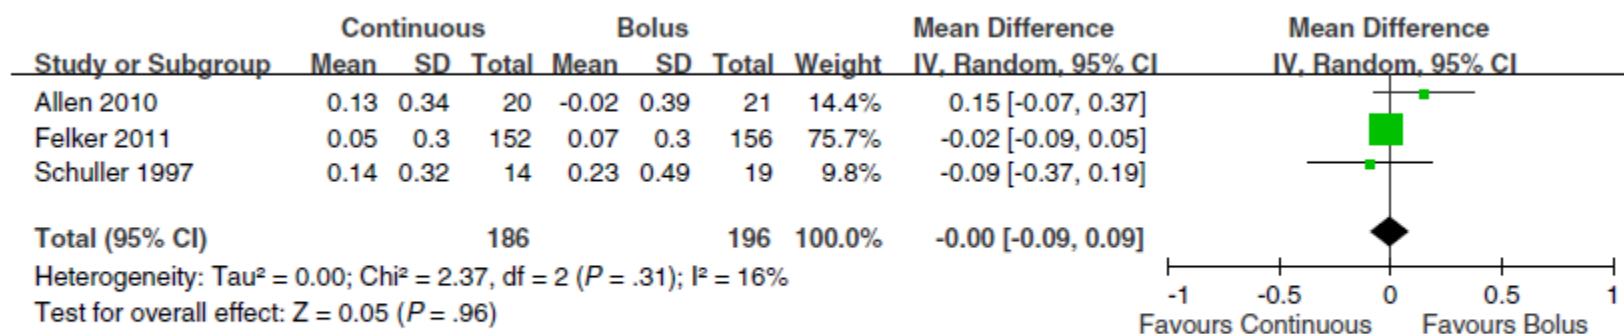 Continuous Bolus Mean Difference Mean Difference
Study or Subgroup Mean SD Total Mean SD Total Weight IV, Random, 95% CI IV, Random, 95% CI
Allen 2010 0.13 0.34 20 -0.02 0.39 21 14.4% 0.15 [-0.07, 0.37]
Felker 2011 0.05 0.3 152 0.07 0.3 156 75.7% -0.02 [-0.09, 0.05]
Schuller 1997 0.14 0.32 14 0.23 0.49 19 9.8% -0.09 [-0.37, 0.19]
Total (95% CI) 186 196 100.0% -0.00 [-0.09, 0.09]
Heterogeneity: Tau² = 0.00; Chi² = 2.37, df = 2 (P = .31); I² = 16%
Test for overall effect: Z = 0.05 (P = .96)
-1 -0.5 0 0.5 1
Favours Continuous Favours Bolus